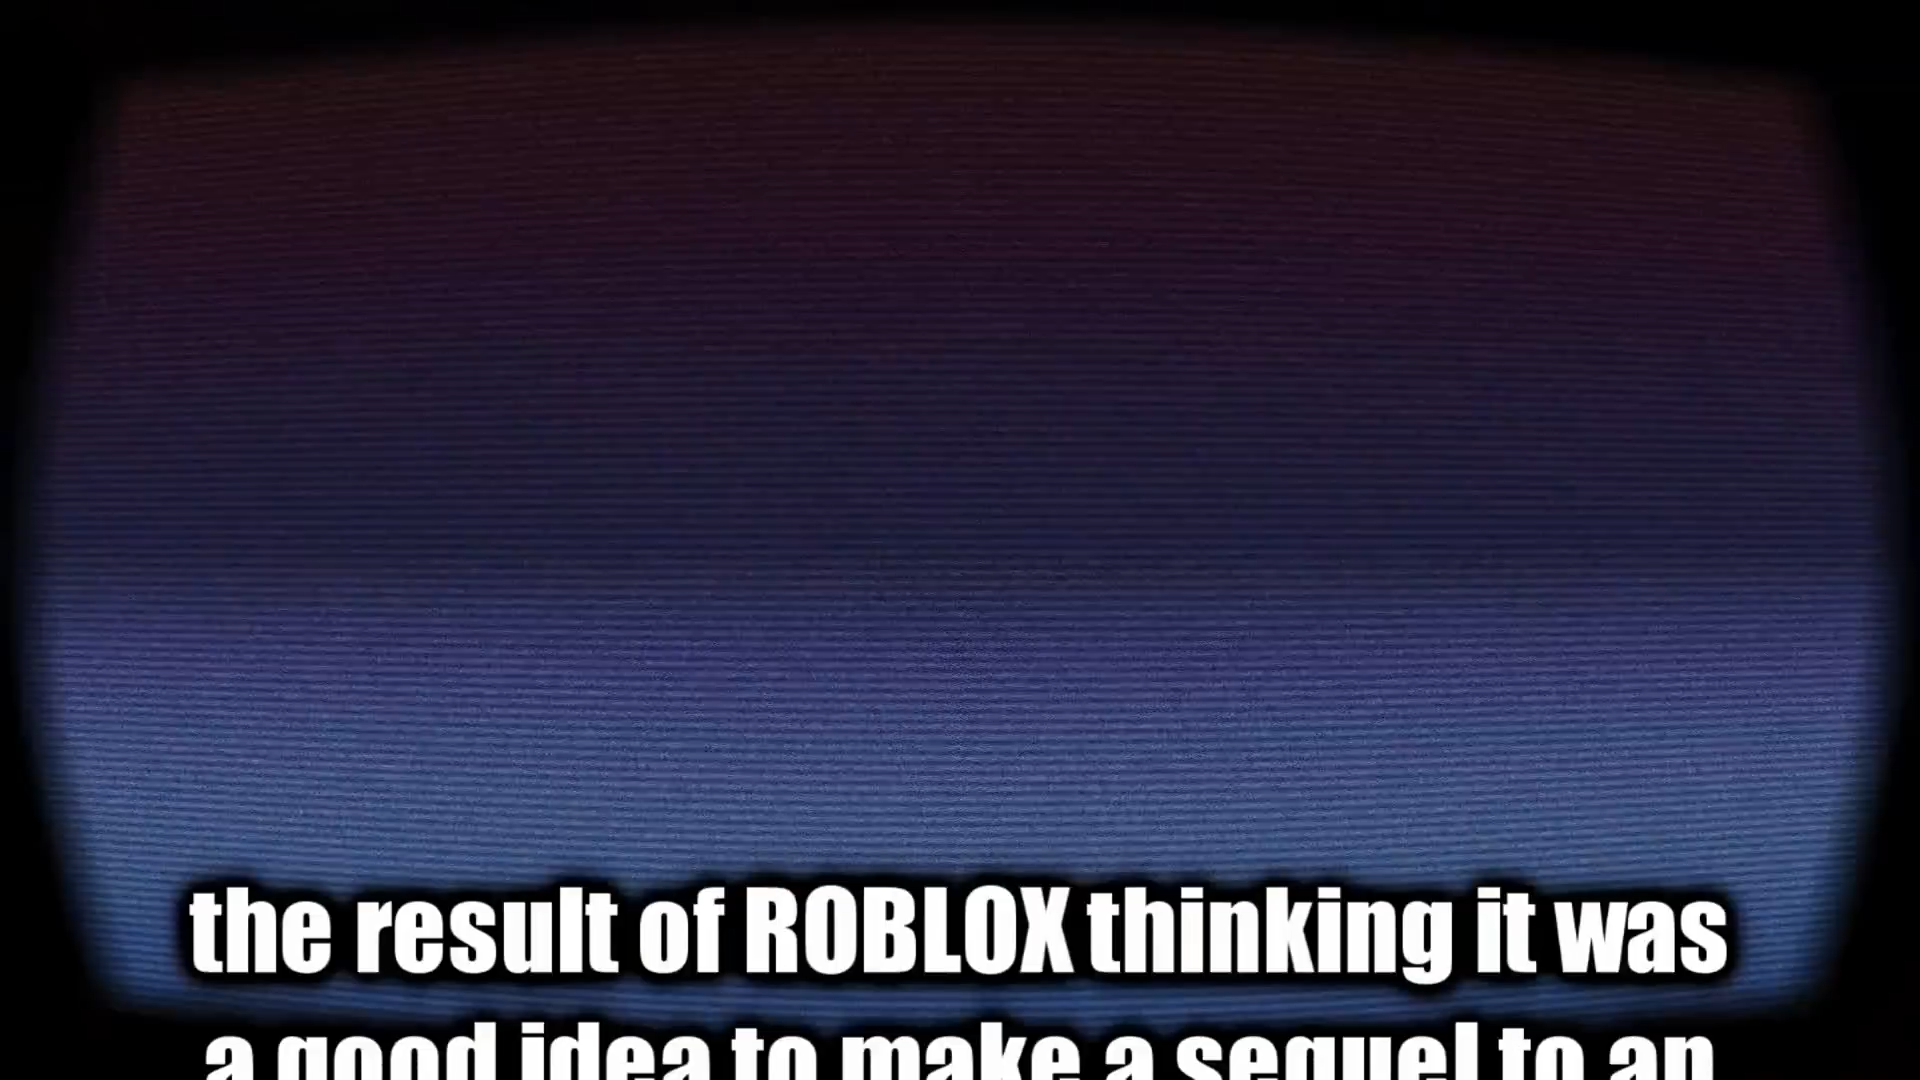 the result of ROBLOX thinking it was
a good idea to make a sequel to an